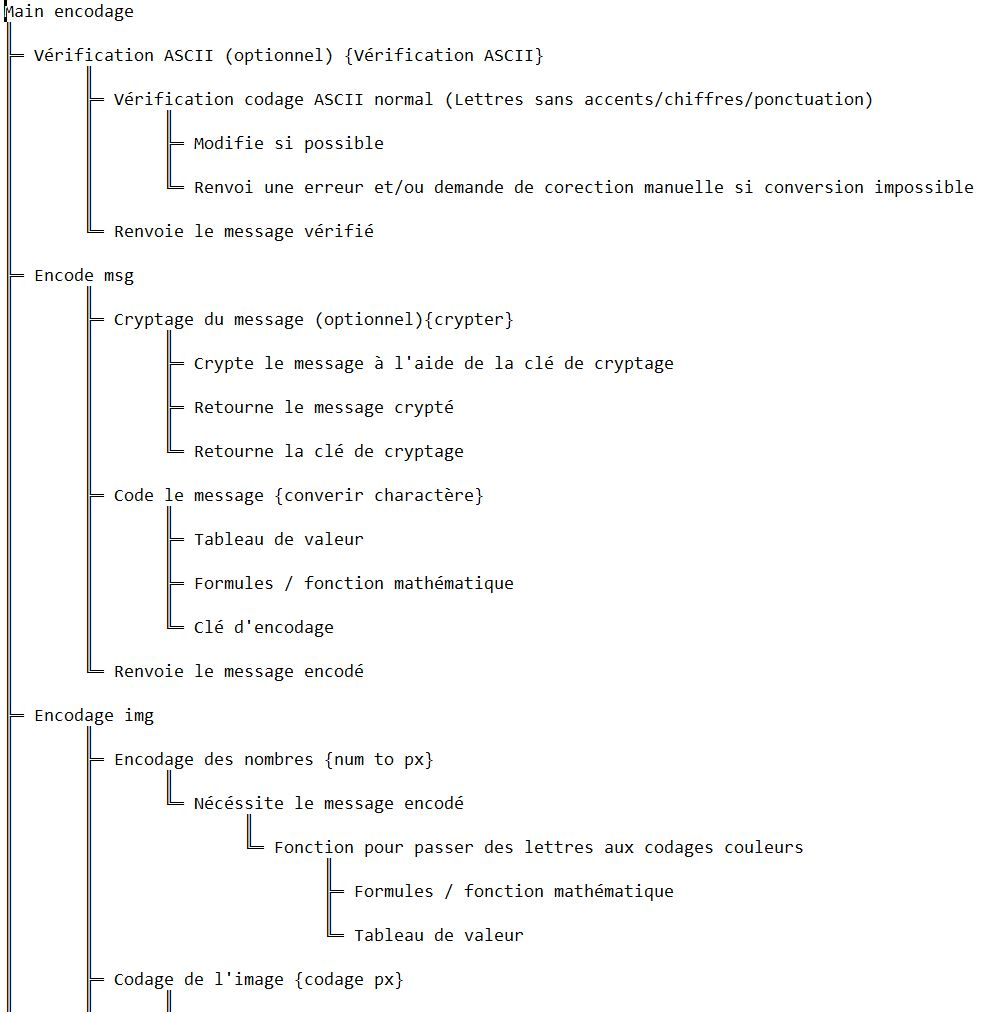 Main encodage
Vérification ASCII (optionnel) {Vérification ASCII}
Vérification codage ASCII normal (Lettres sans accents/chiffres/ponctuation)
Modifie si possible
Renvoi une erreur et/ou demande de corection manuelle si conversion impossible
Renvoie le message vérifié
Encode msg
Cryptage du message (optionnel){crypter}
Crypte le message à l'aide de la clé de cryptage
Retourne le message crypté
Retourne la clé de cryptage
Code le message {converir charactère}
Tableau de valeur
Formules / fonction mathématique
Clé d'encodage
Renvoie le message encodé
Encodage img
Encodage des nombres {num to px}
Nécéssite le message encodé
Fonction pour passer des lettres aux codages couleurs
Formules / fonction mathématique
Tableau de valeur
Codage de l'image {codage px}